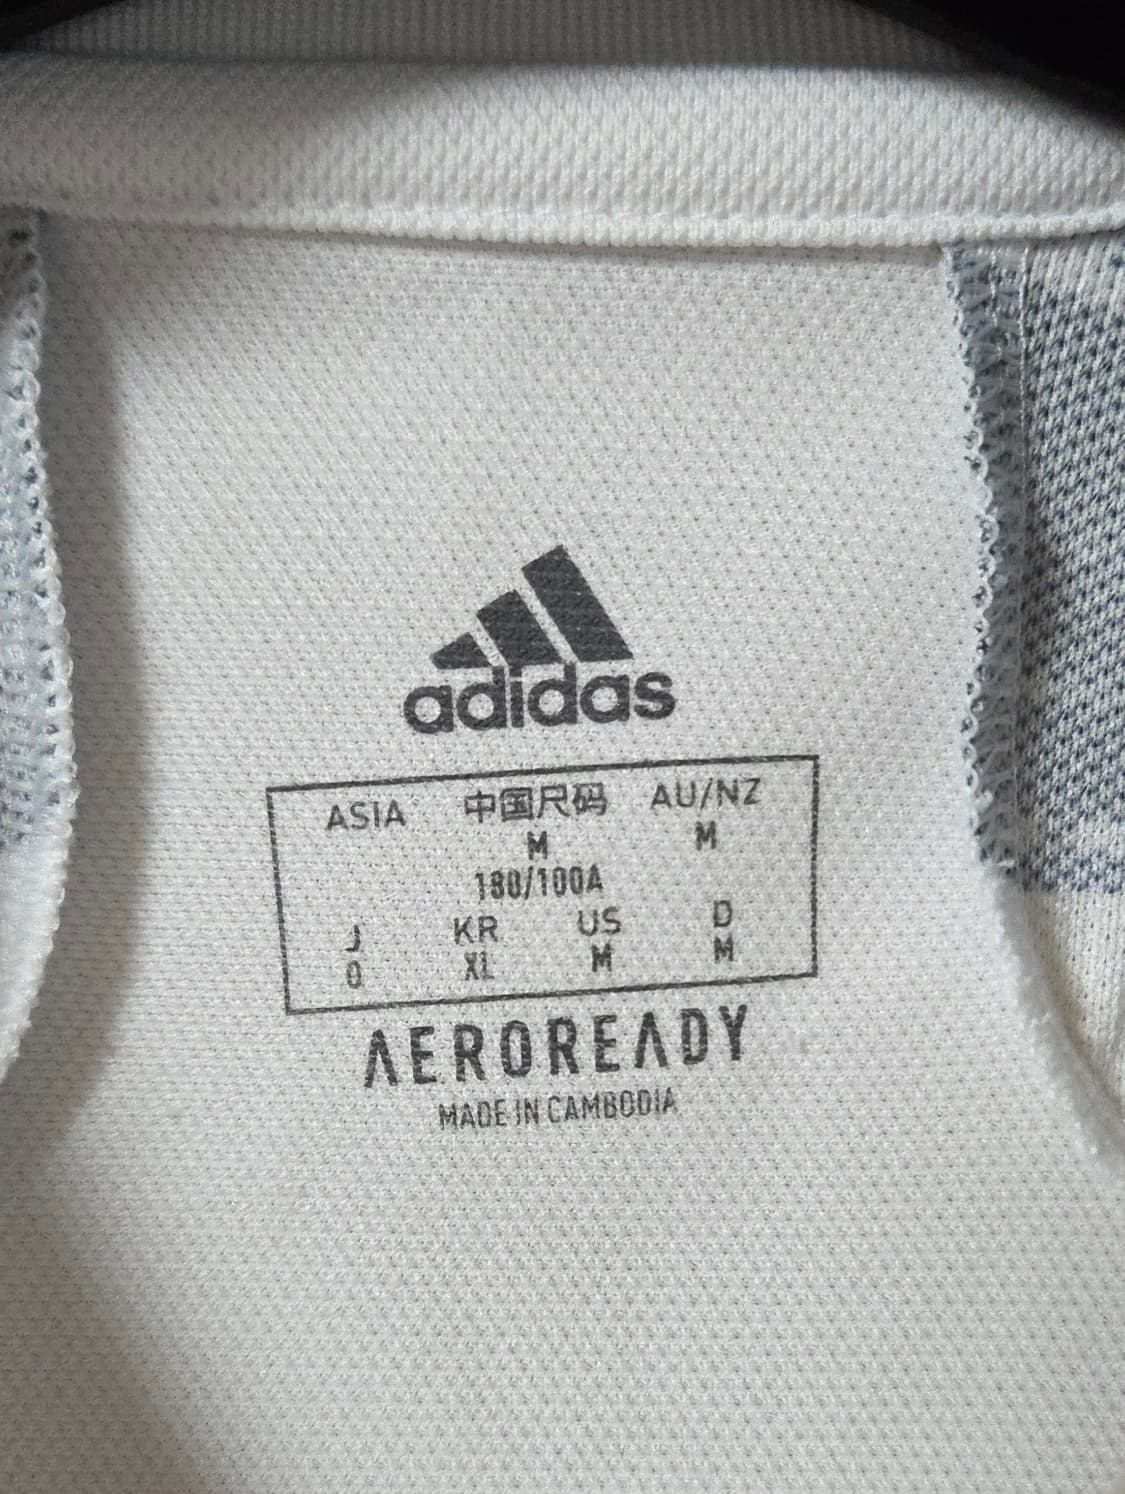 adidas
ASIA 中国尺码 AU/NZ
M M
180/100A
J KR US D
O XL M M
AEROREADY
MADE IN CAMBODIA